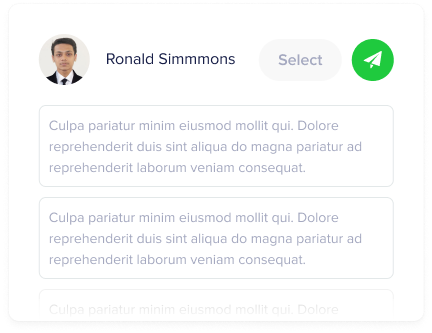 Ronald Simmmons
Select
Culpa pariatur minim eiusmod mollit qui. Dolore
reprehenderit duis sint aliqua do magna pariatur ad
reprehenderit laborum veniam consequat.
Culpa pariatur minim eiusmod mollit qui. Dolore
reprehenderit duis sint aliqua do magna pariatur ad
reprehenderit laborum veniam consequat.
Culpa pariatur minim eiusmod mollit qui. Dolore